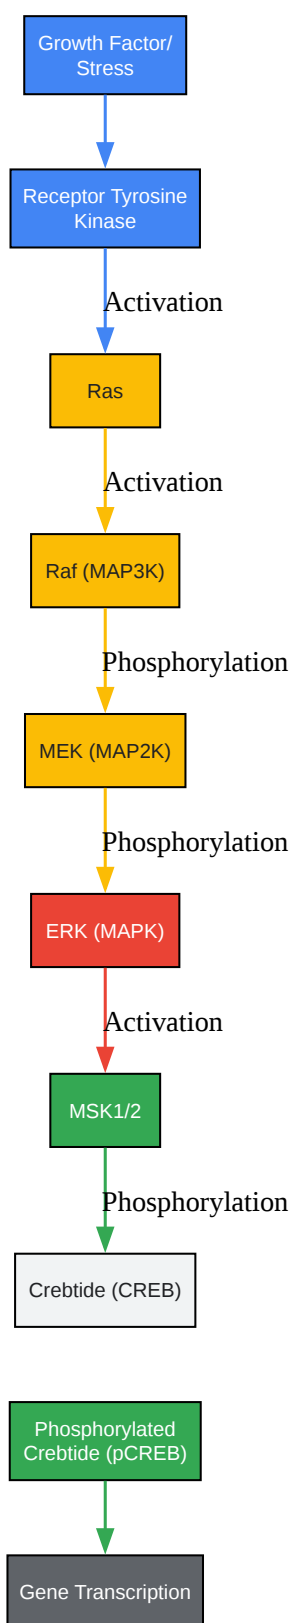 Growth Factor/
Stress
Receptor Tyrosine
Kinase
Activation
Ras
Activation
Raf (MAP3K)
Phosphorylation
MEK (MAP2K)
Phosphorylation
ERK (MAPK)
Activation
MSK1/2
Phosphorylation
Crebtide (CREB)
Phosphorylated
Crebtide (pCREB)
Gene Transcription